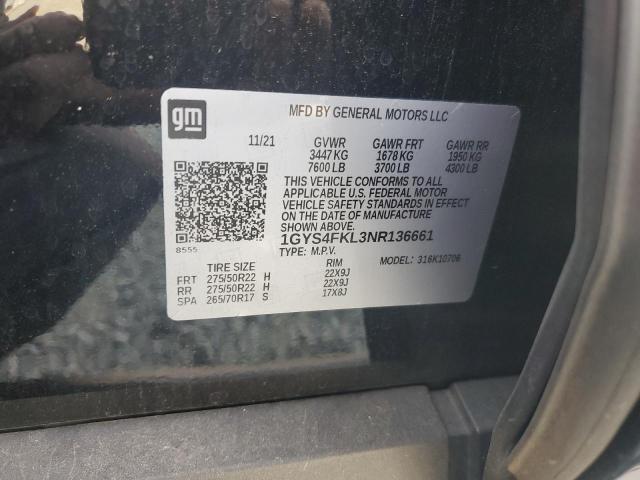 gm
MFD BY GENERAL MOTORS LLC
11/21 GVWR GAWR FRT GAWR RR
3447 KG 1678 KG 1950 KG
7600 LB 3700 LB 4300 LB
THIS VEHICLE CONFORMS TO ALL
APPLICABLE U.S. FEDERAL MOTOR
VEHICLE SAFETY STANDARDS IN EFFECT
ON THE DATE OF MANUFACTURE
SHOWN ABOVE.
8555 1GYS4FKL3NR136661
TYPE: M.P.V. MODEL: 316K10706
TIRE SIZE RIM
FRT 275/50R22 H 22X9J
RR 275/50R22 H 22X9J
SPA 265/70R17 S 17X8J